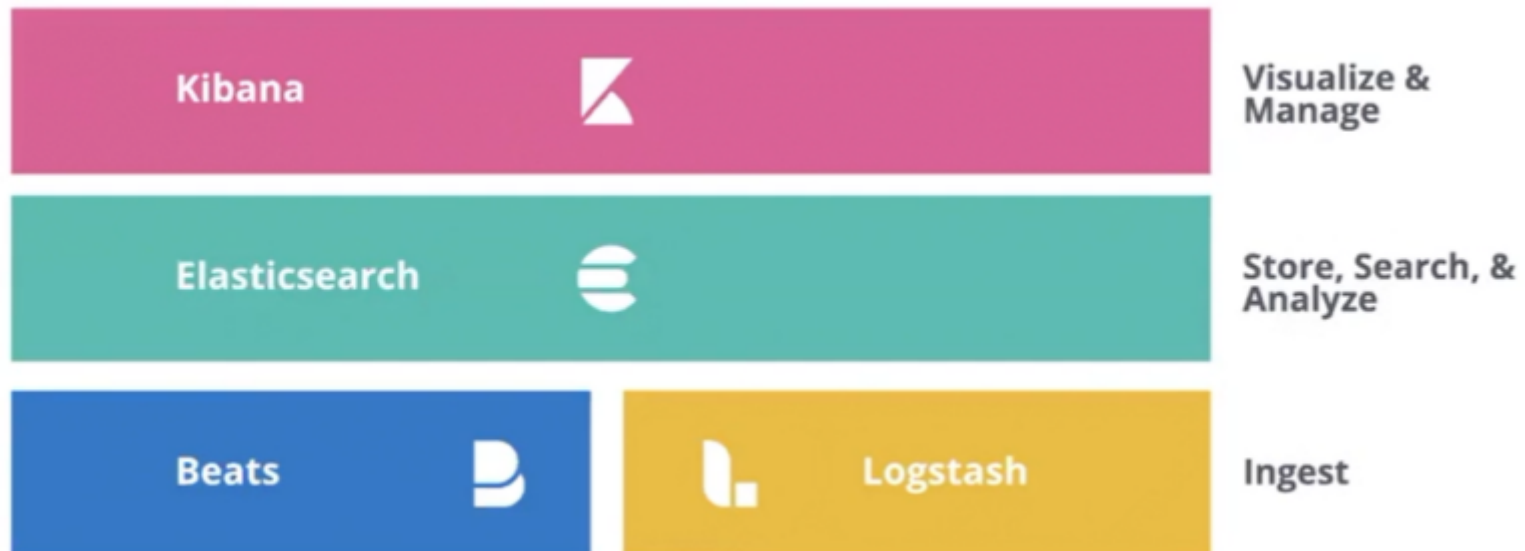 Kibana
Visualize &
Manage
Elasticsearch
Store, Search, &
Analyze
Beats
Logstash
Ingest